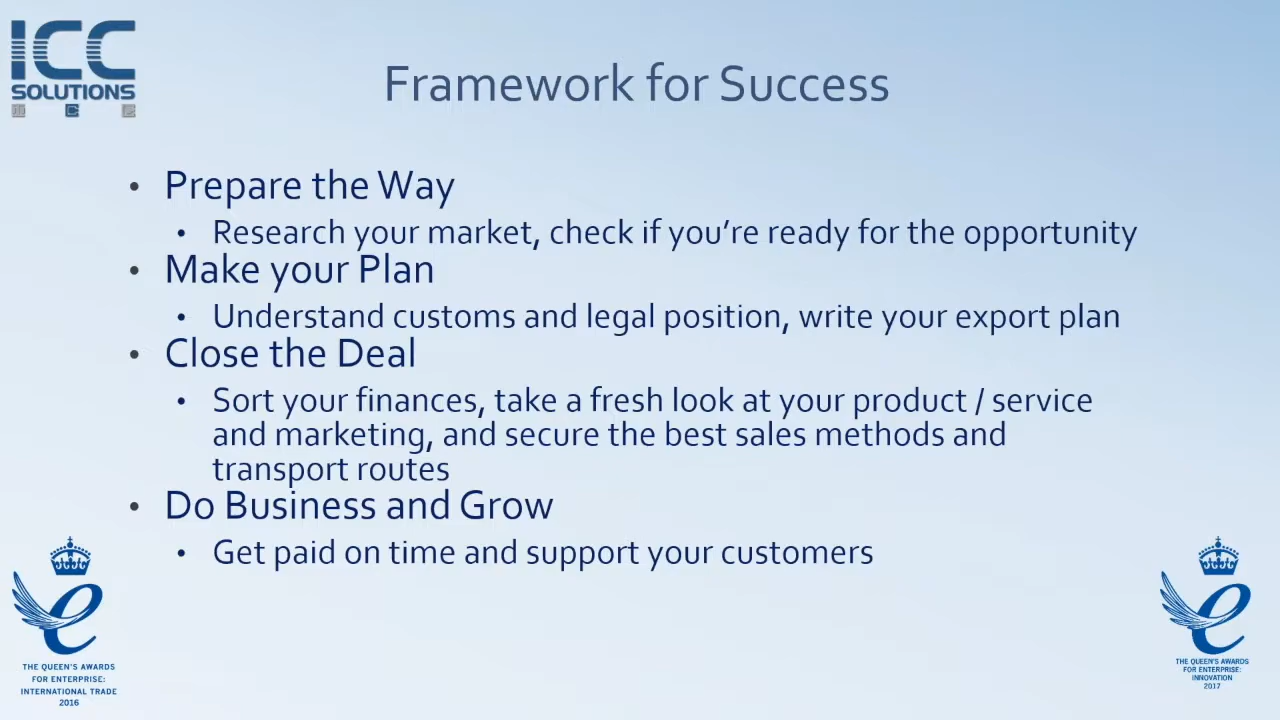 ICC
SOLUTIONS
Framework for Success
• Prepare the Way
• Research your market, check if you’re ready for the opportunity
• Make your Plan
• Understand customs and legal position, write your export plan
• Close the Deal
• Sort your finances, take a fresh look at your product / service
and marketing, and secure the best sales methods and
transport routes
• Do Business and Grow
• Get paid on time and support your customers
THE QUEEN'S AWARDS
FOR ENTERPRISE:
INTERNATIONAL TRADE
2016
THE QUEEN'S AWARDS
FOR ENTERPRISE:
INNOVATION
2017